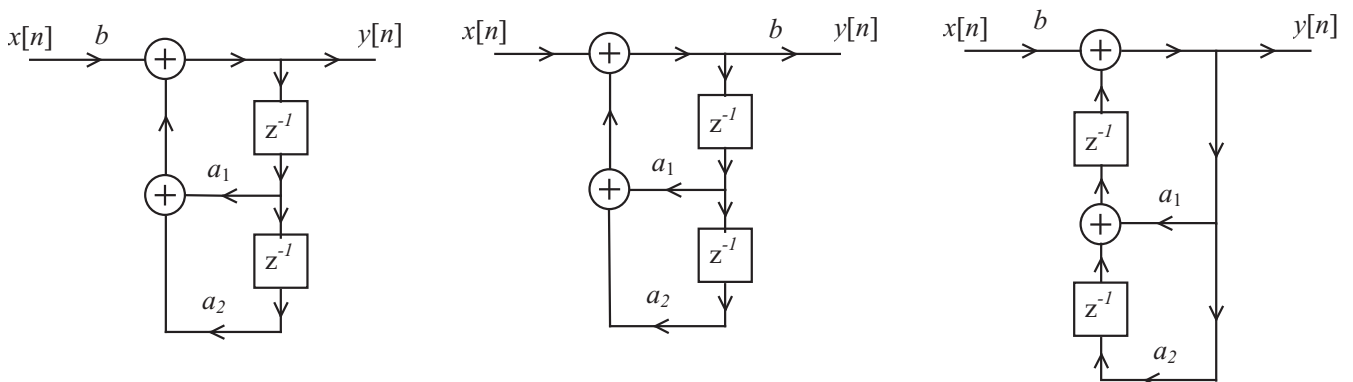 x[n] b y[n]
z⁻¹
a₁
z⁻¹
a₂
x[n] b y[n]
z⁻¹
a₁
z⁻¹
a₂
x[n] b y[n]
z⁻¹
a₁
z⁻¹
a₂